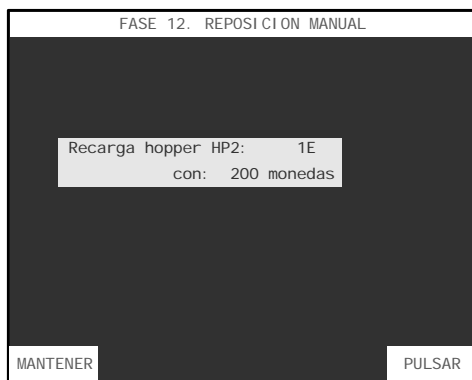 FASE 12. REPOSICION MANUAL
Recarga hopper HP2: 1E
con: 200 monedas
MANTENER PULSAR